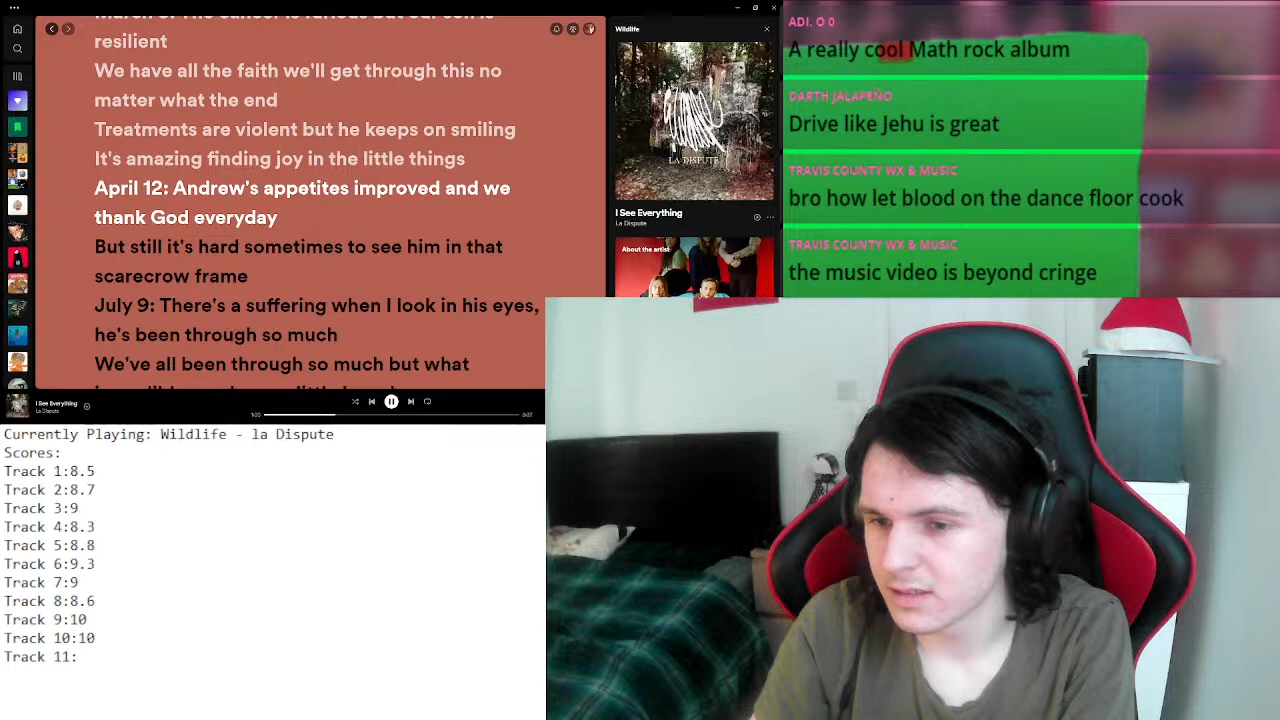 resilient
We have all the faith we'll get through this no
matter what the end
Treatments are violent but he keeps on smiling
It's amazing finding joy in the little things
April 12: Andrew's appetites improved and we
thank God everyday
But still it's hard sometimes to see him in that
scarecrow frame
July 9: There's a suffering when I look in his eyes,
he's been through so much
We've all been through so much but what
Wildlife
LA DISPUTE
I See Everything
La Dispute
About the artist
I See Everything
La Dispute
1:00
ADI. O 0
A really cool Math rock album
DARTH JALAPEÑO
Drive like Jehu is great
TRAVIS COUNTY WX & MUSIC
bro how let blood on the dance floor cook
TRAVIS COUNTY WX & MUSIC
the music video is beyond cringe
Currently Playing: Wildlife - la Dispute
Scores:
Track 1:8.5
Track 2:8.7
Track 3:9
Track 4:8.3
Track 5:8.8
Track 6:9.3
Track 7:9
Track 8:8.6
Track 9:10
Track 10:10
Track 11: